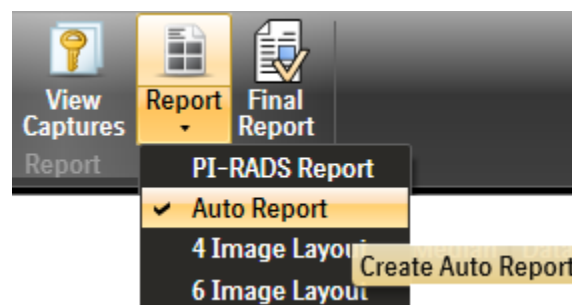 View
Captures
Report
Final
Report
Report
PI-RADS Report
Auto Report
4 Image Layout
6 Image Layout
Create Auto Report